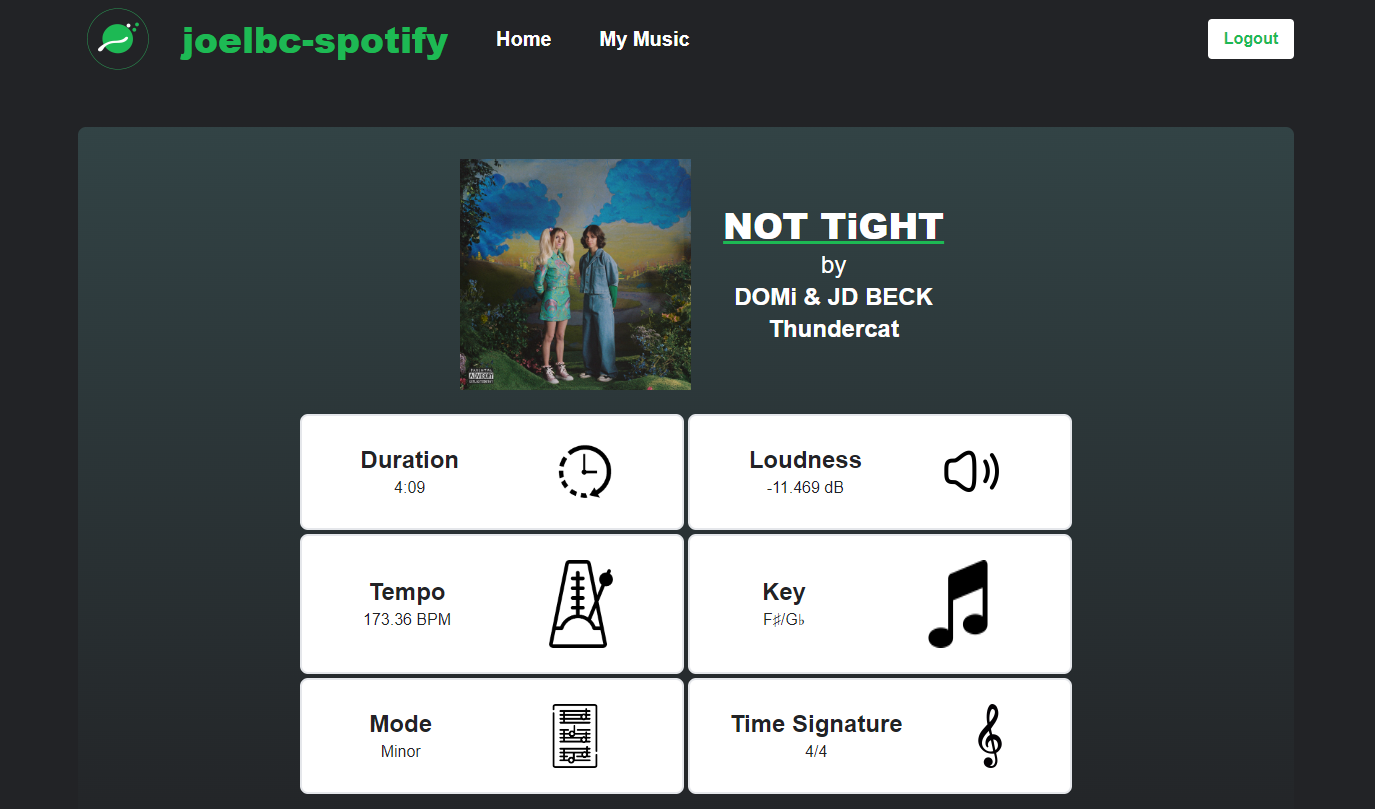 joelbc-spotify
Home
My Music
Logout
NOT TiGHT
by
DOMi & JD BECK
Thundercat
PARENTAL
ADVISORY
EXPLICIT CONTENT
Duration
4:09
Loudness
-11.469 dB
Tempo
173.36 BPM
Key
F♯/G♭
Mode
Minor
Time Signature
4/4